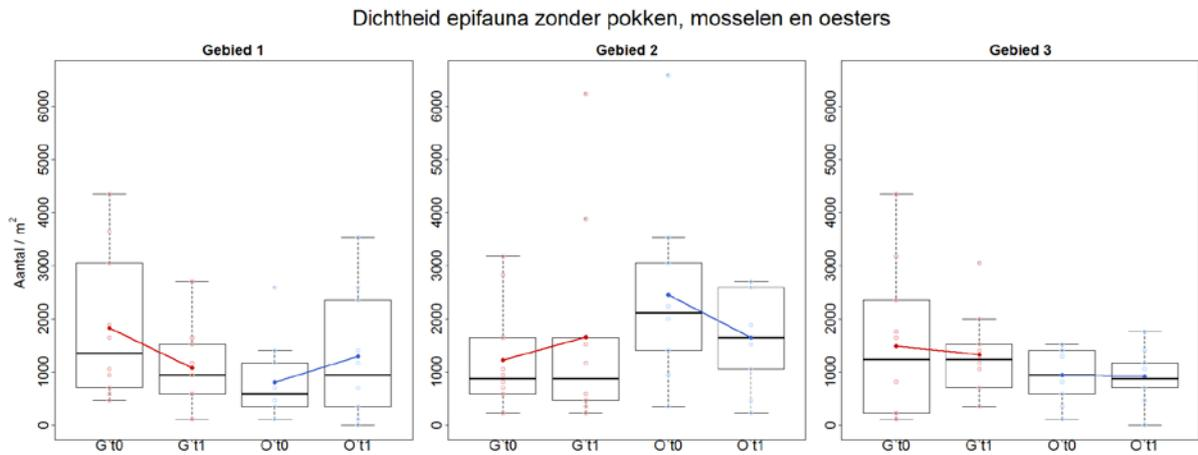 Dichtheid epifauna zonder pokken, mosselen en oesters
Gebied 1
Gebied 2
Gebied 3
Aantal / m²
0
1000
2000
3000
4000
5000
6000
0
1000
2000
3000
4000
5000
6000
0
1000
2000
3000
4000
5000
6000
G t0 G t1 O t0 O t1
G t0 G t1 O t0 O t1
G t0 G t1 O t0 O t1